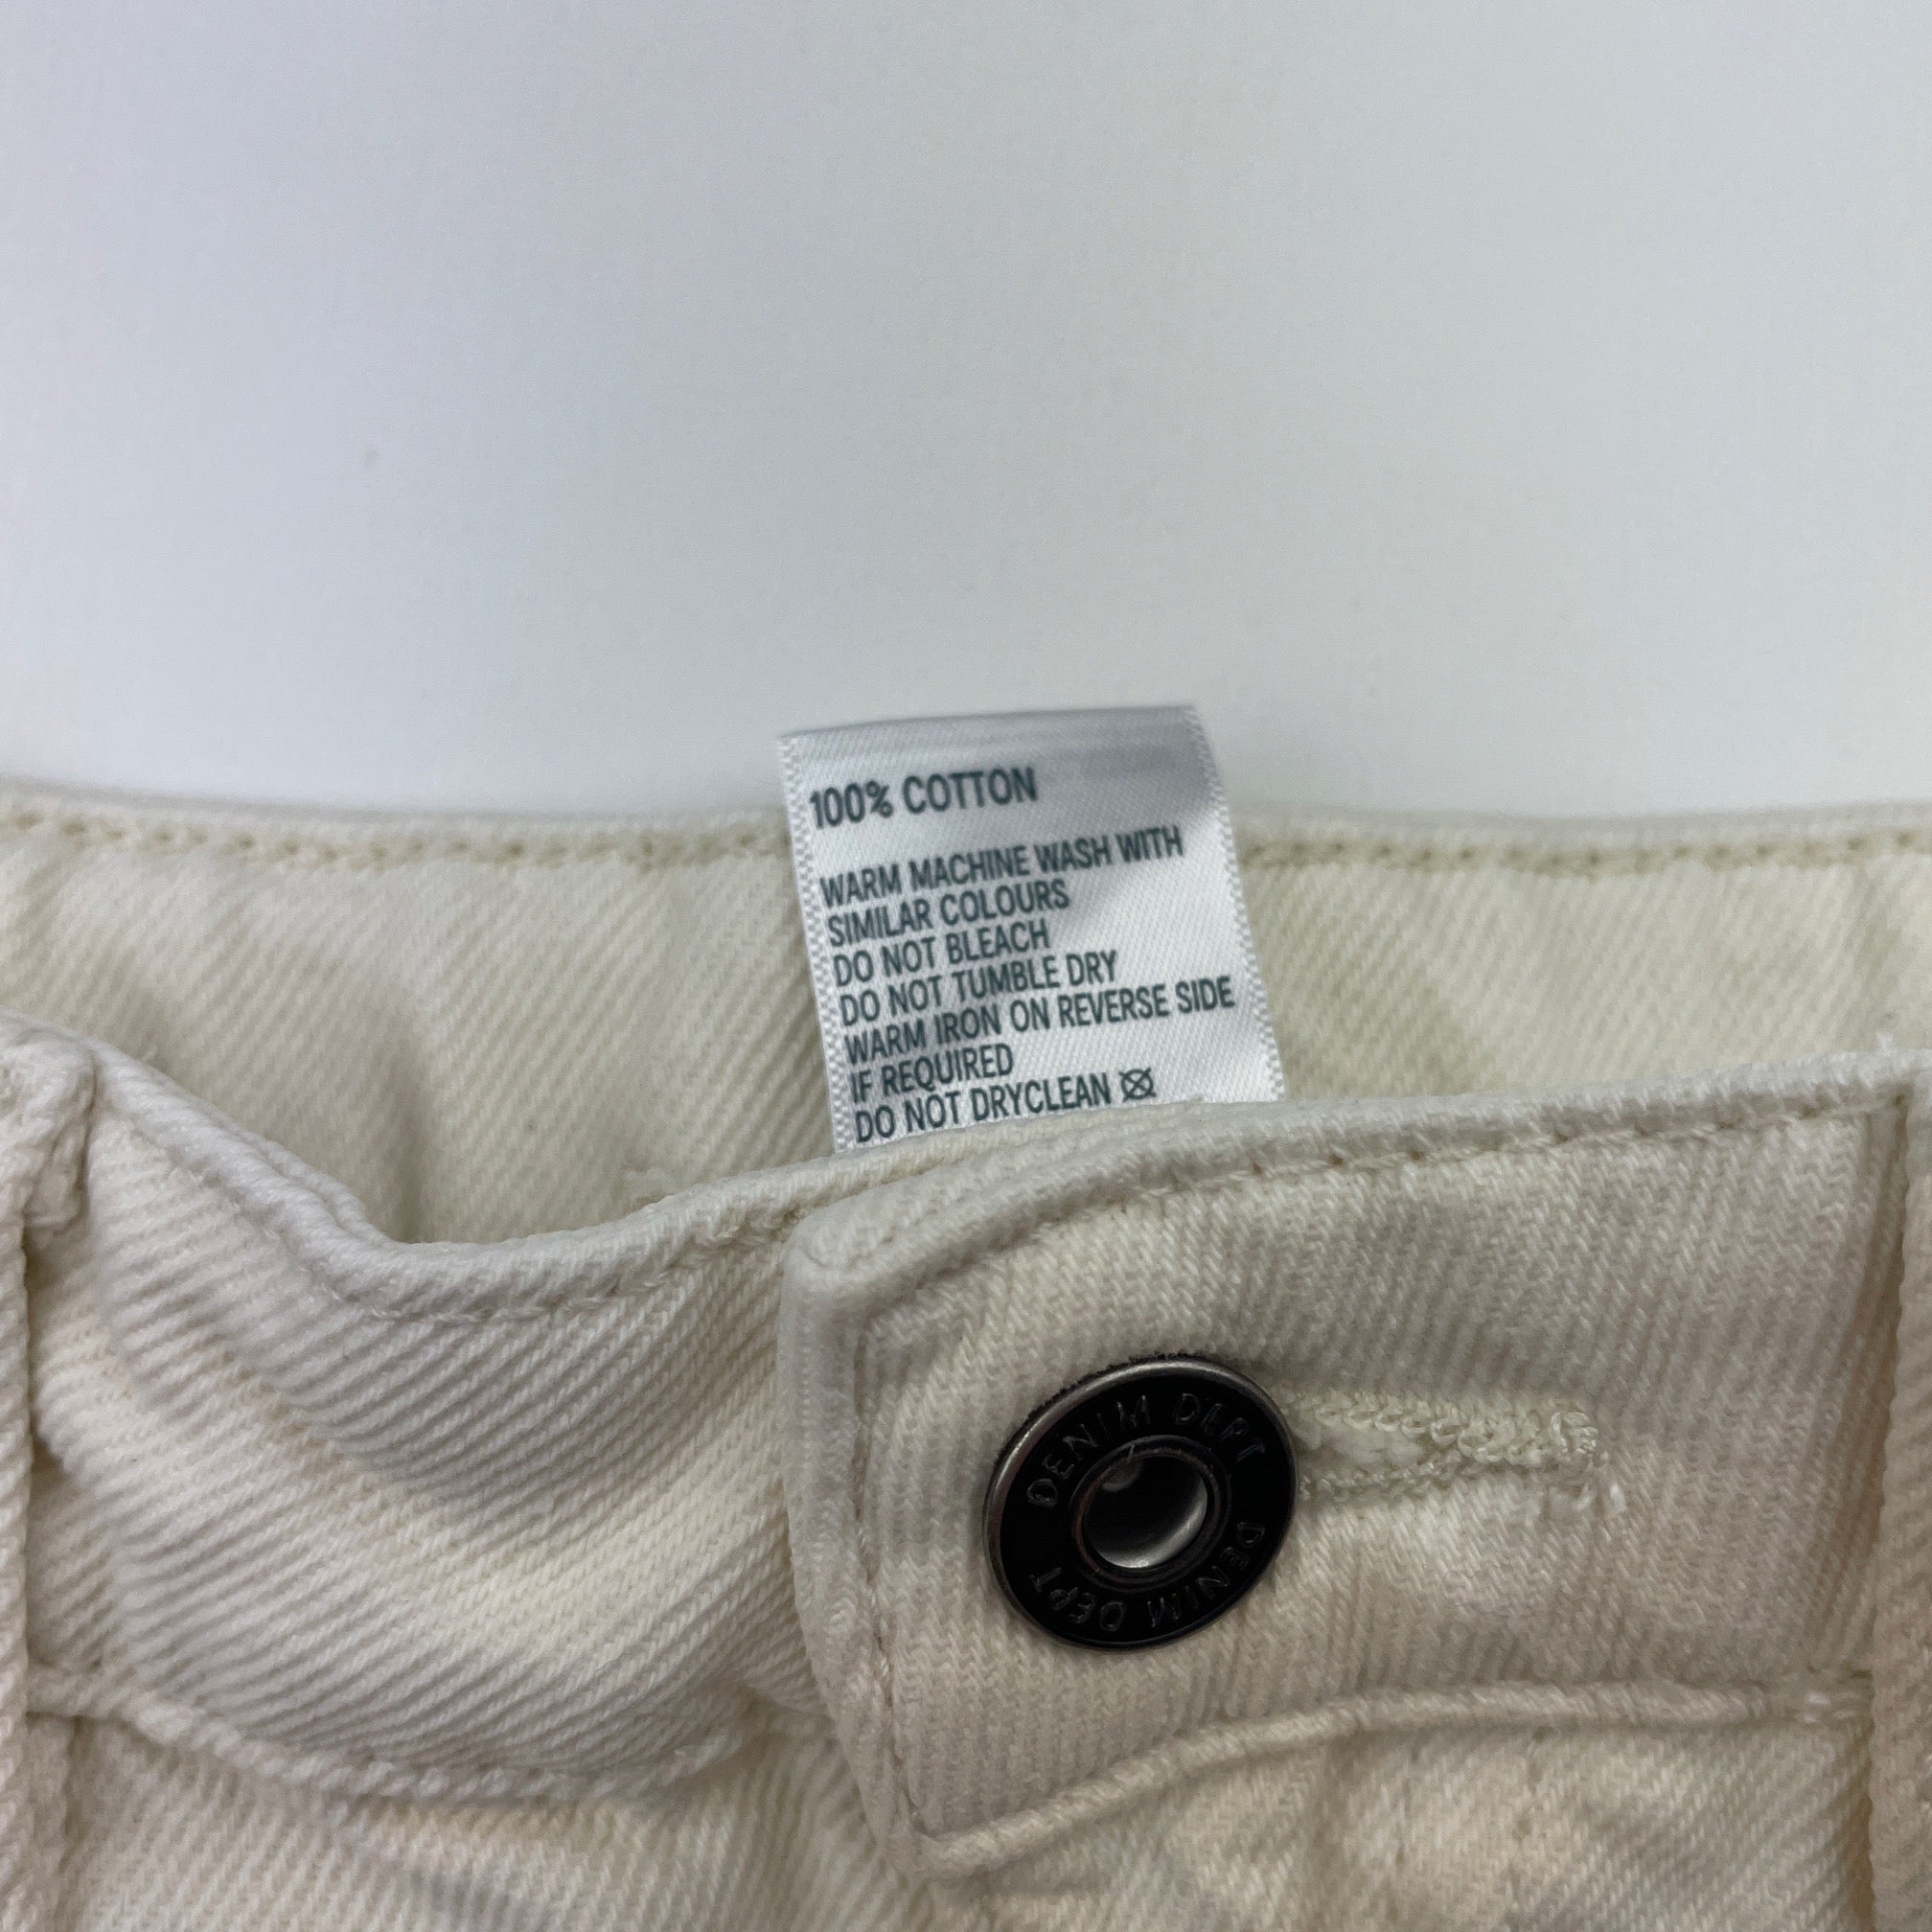 100% COTTON
WARM MACHINE WASH WITH
SIMILAR COLOURS
DO NOT BLEACH
DO NOT TUMBLE DRY
WARM IRON ON REVERSE SIDE
IF REQUIRED
DO NOT DRYCLEAN
DENIM DEPT
DENIM DEPT